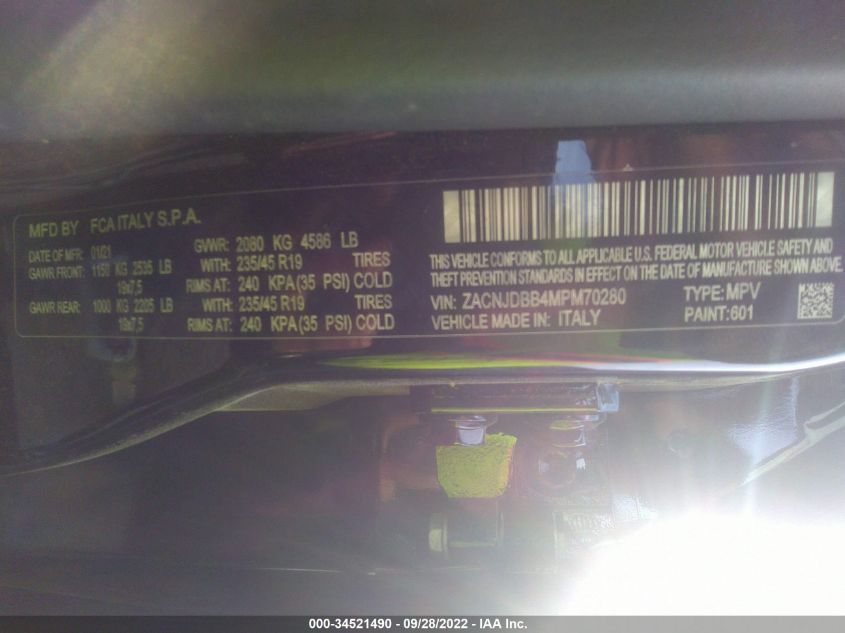 MFD BY FCA ITALY S.P.A.
DATE OF MFR: 01/21 GVWR: 2080 KG 4586 LB
GAWR FRONT: 1150 KG 2535 LB WITH: 235/45 R19 TIRES
19x7,5 RIMS AT: 240 KPA(35 PSI) COLD
GAWR REAR: 1000 KG 2205 LB WITH: 235/45 R19 TIRES
19x7,5 RIMS AT: 240 KPA(35 PSI) COLD
THIS VEHICLE CONFORMS TO ALL APPLICABLE U.S. FEDERAL MOTOR VEHICLE SAFETY AND
THEFT PREVENTION STANDARDS IN EFFECT ON THE DATE OF MANUFACTURE SHOWN ABOVE.
VIN: ZACNJDBB4MPM70280 TYPE: MPV
VEHICLE MADE IN: ITALY PAINT:601
000-34521490 - 09/28/2022 - IAA Inc.